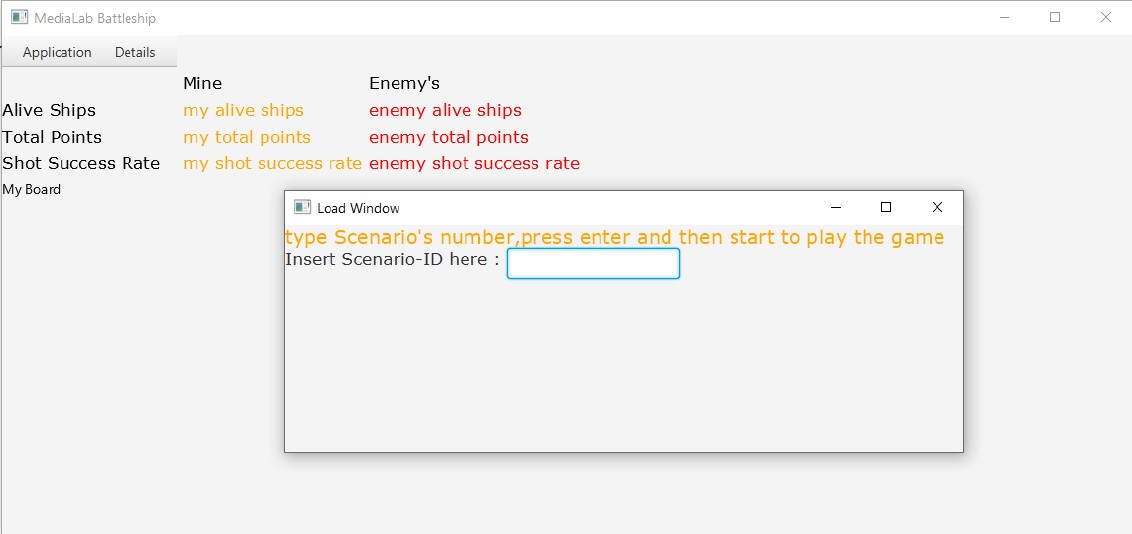 MediaLab Battleship
Application Details
Mine Enemy's
Alive Ships my alive ships enemy alive ships
Total Points my total points enemy total points
Shot Success Rate my shot success rate enemy shot success rate
My Board
Load Window
type Scenario's number,press enter and then start to play the game
Insert Scenario-ID here :